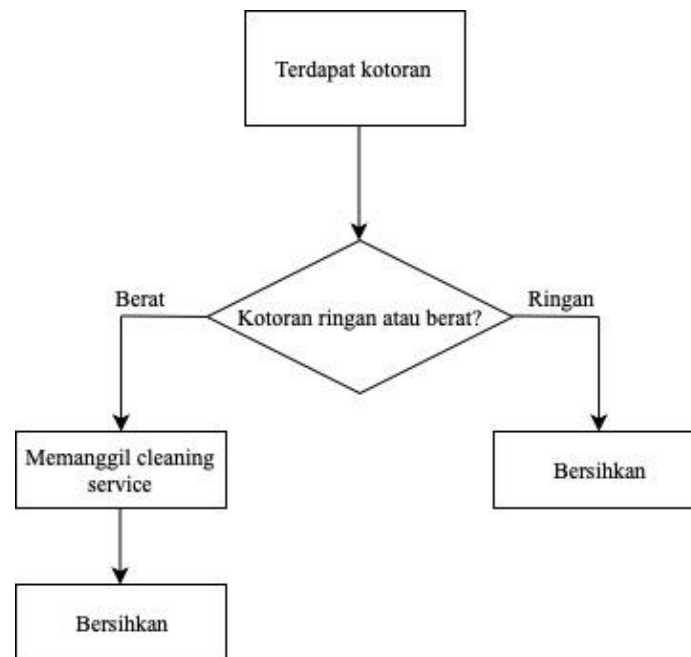 Terdapat kotoran
Berat
Kotoran ringan atau berat?
Ringan
Memanggil cleaning
service
Bersihkan
Bersihkan